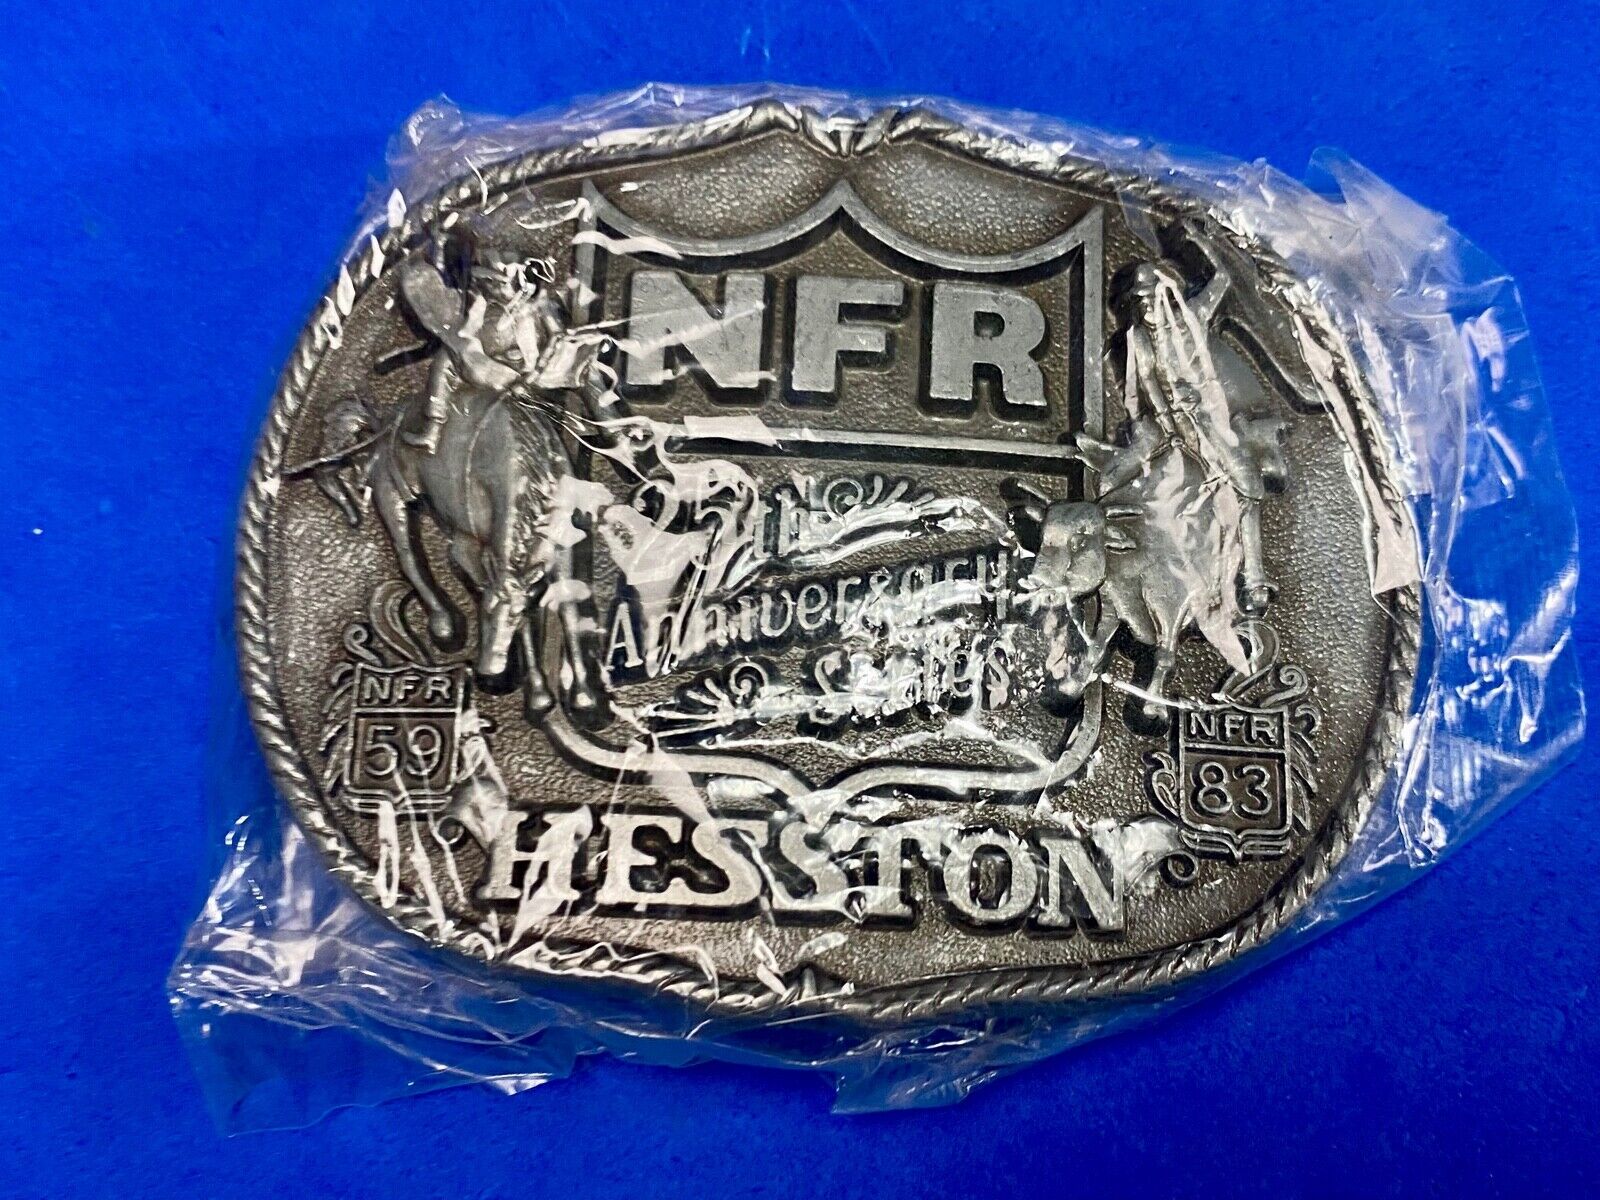 NFR
25th
Anniversary
Series
NFR
59
NFR
83
HESSTON